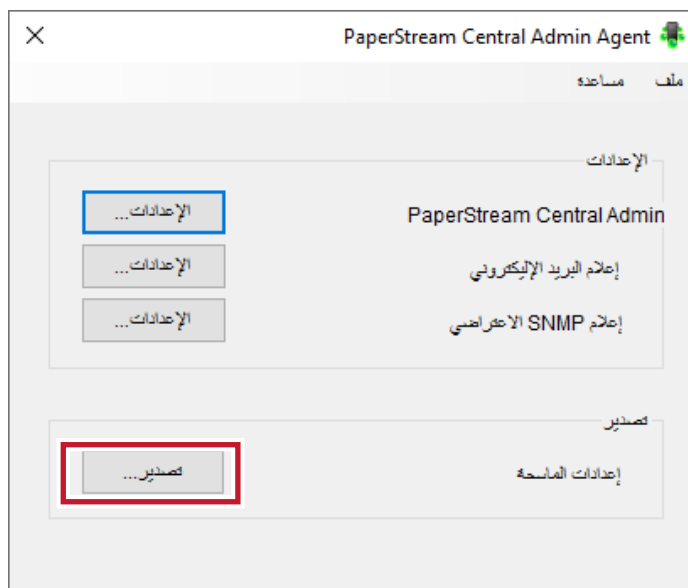 PaperStream Central Admin Agent
ملف مساعدة
الإعدادات
PaperStream Central Admin الإعدادات...
إعلام البريد الإليكتروني الإعدادات...
إعلام SNMP الاعتراضي الإعدادات...
تصدير
إعدادات الماسحة تصدير...